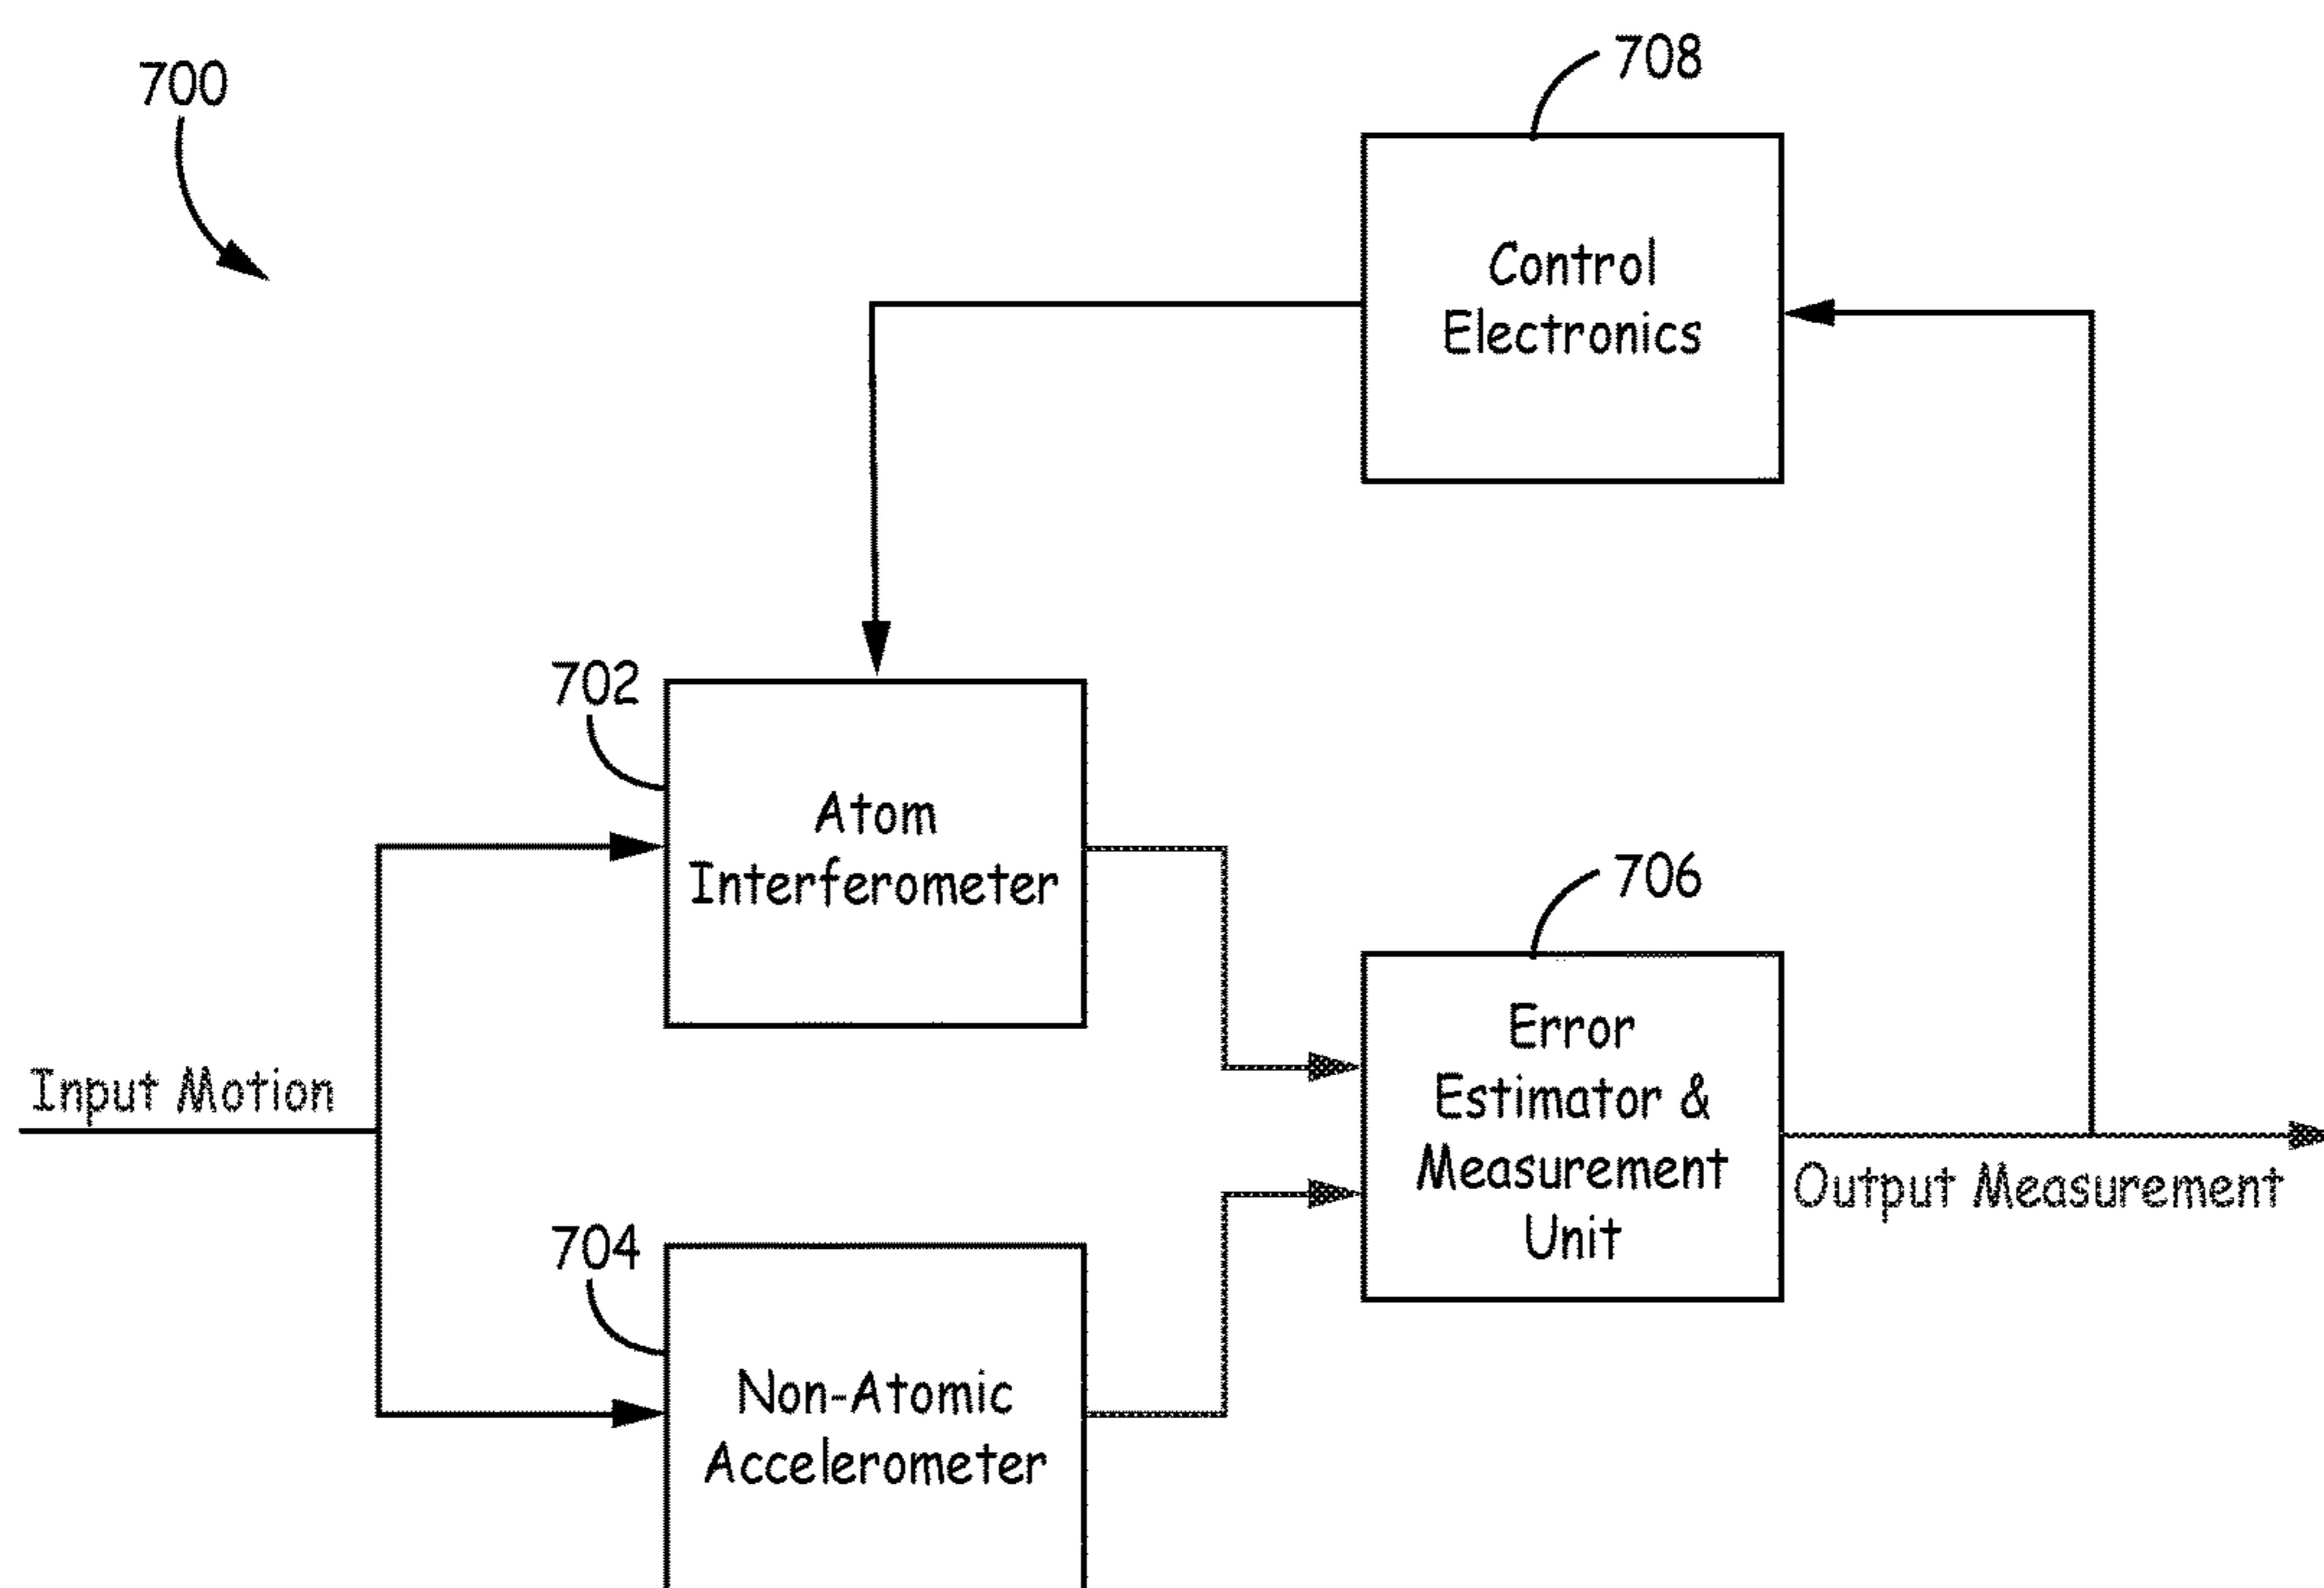 700
708
Control
Electronics
702
Atom
Interferometer
706
Error
Estimator &
Measurement
Unit
Input Motion
Output Measurement
704
Non-Atomic
Accelerometer